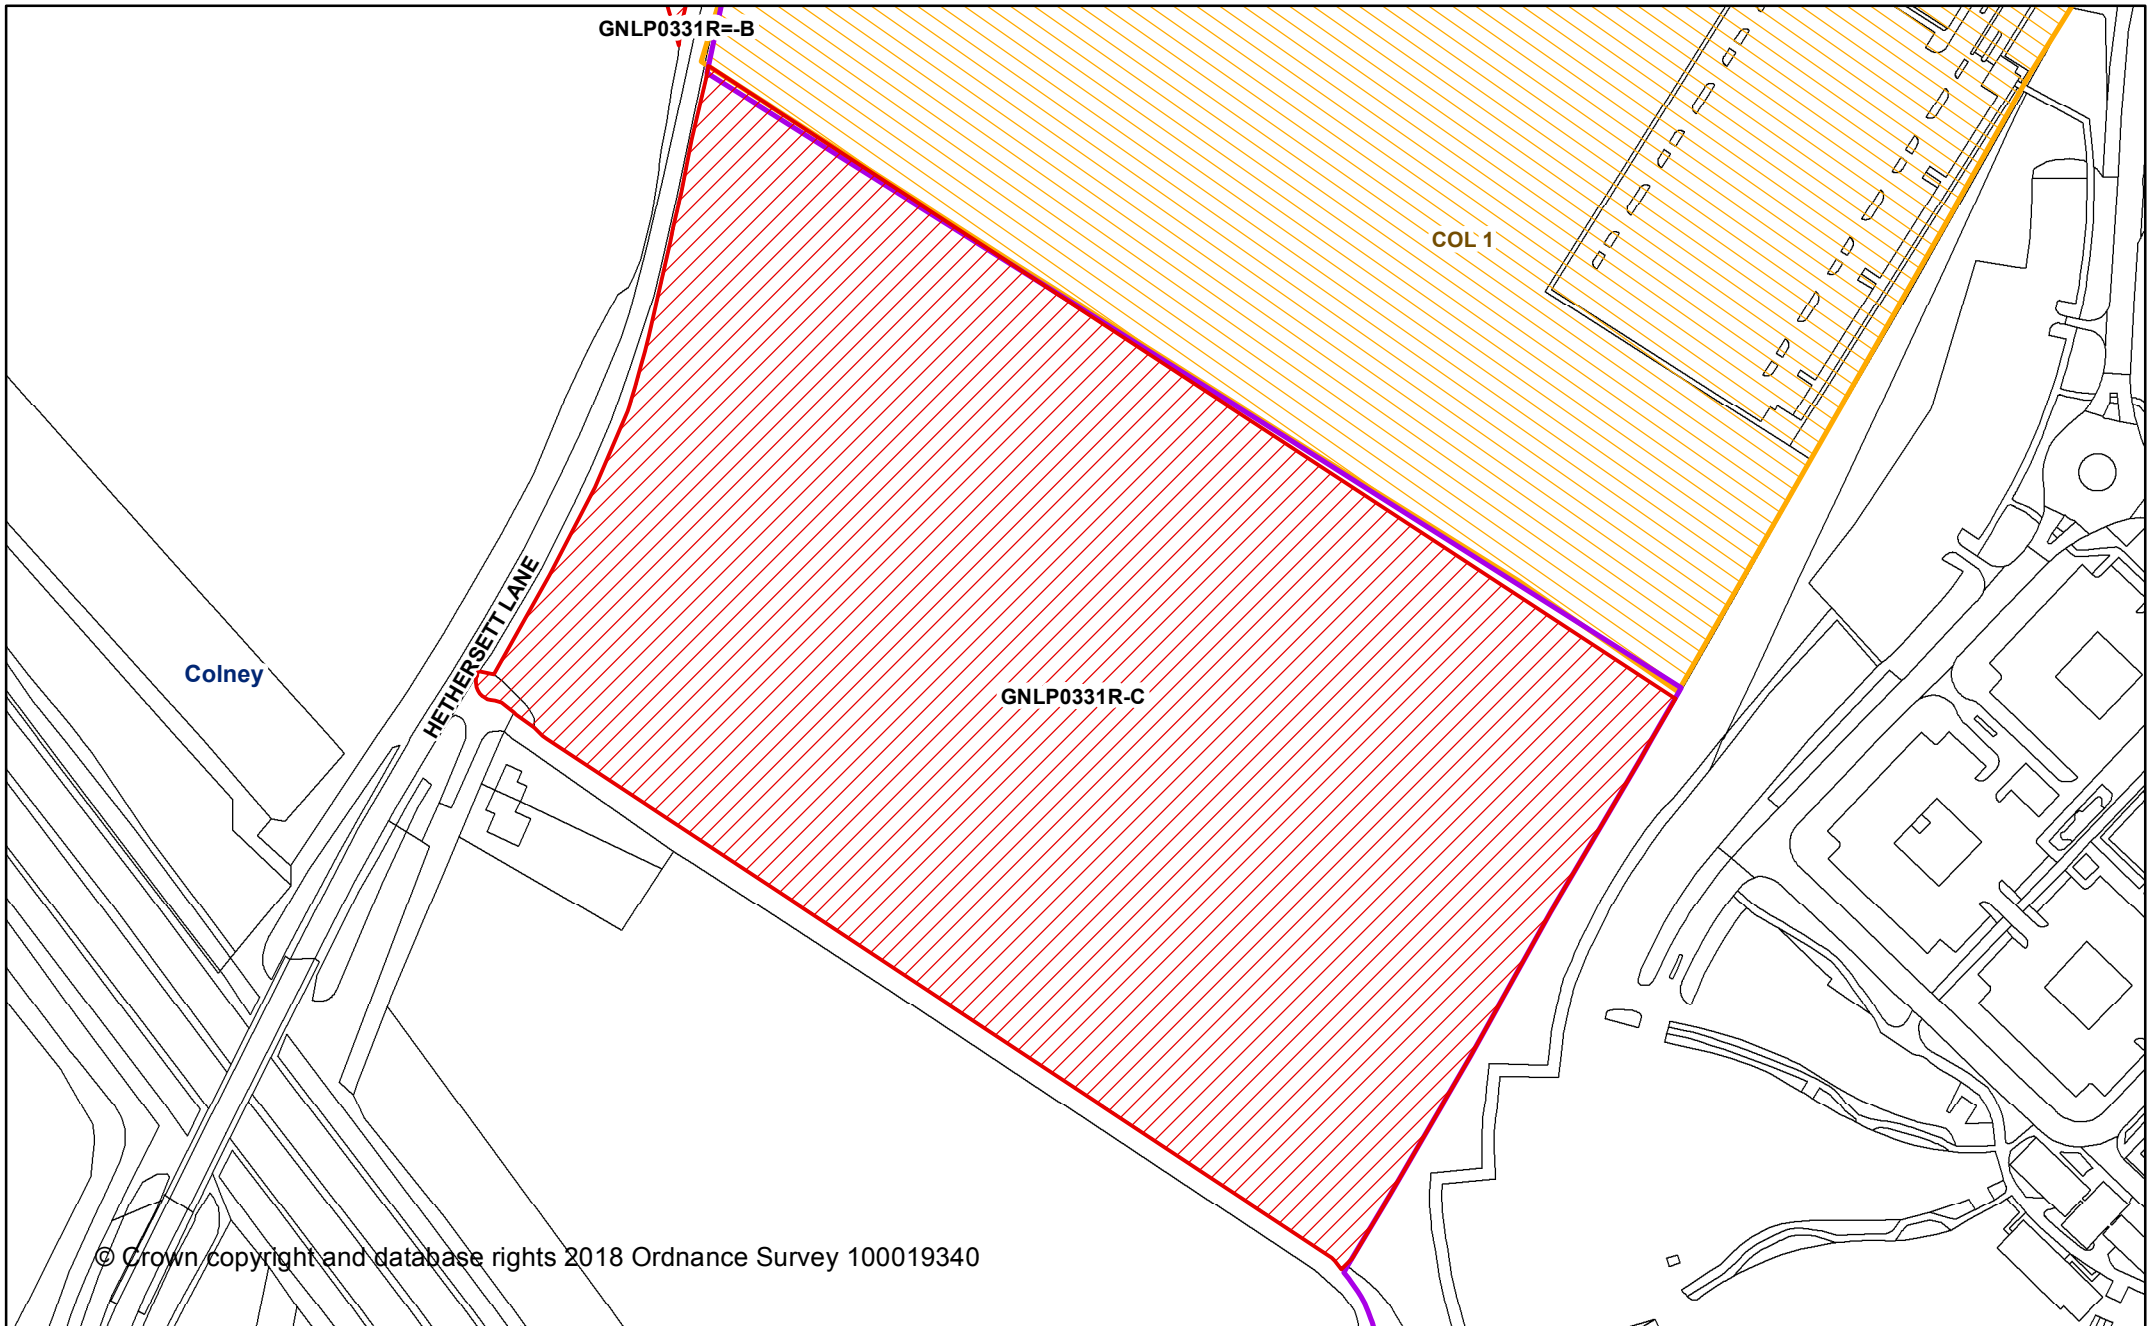 GNLP0331R=-B
COL 1
HETHERSETT LANE
Colney
GNLP0331R-C
© Crown copyright and database rights 2018 Ordnance Survey 100019340